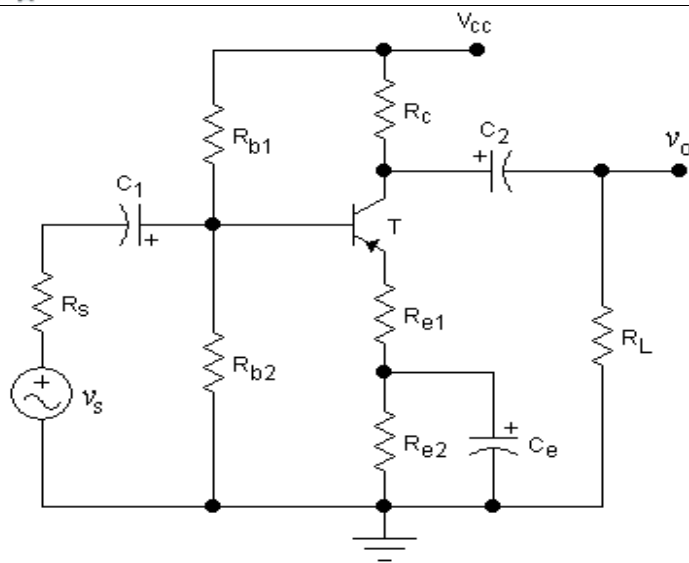 Vcc
Rc
C2
+
vo
Rb1
C1
+
T
Rs
Re1
RL
Rb2
+
vs
Re2
+
Ce